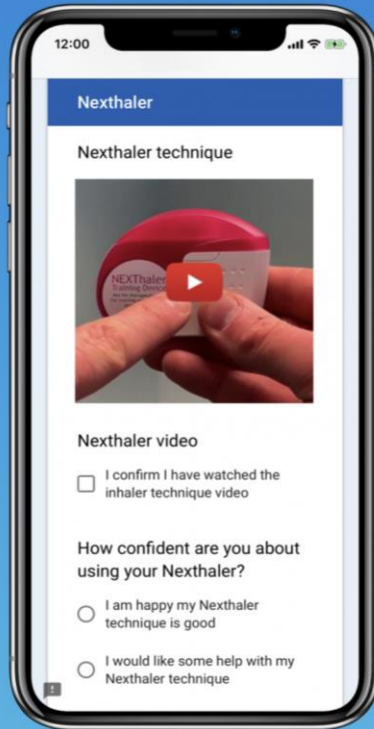 12:00
Nexthaler
Nexthaler technique
NEXThaler
Training Device
Nexthaler video
I confirm I have watched the
inhaler technique video
How confident are you about
using your Nexthaler?
I am happy my Nexthaler
technique is good
I would like some help with my
Nexthaler technique